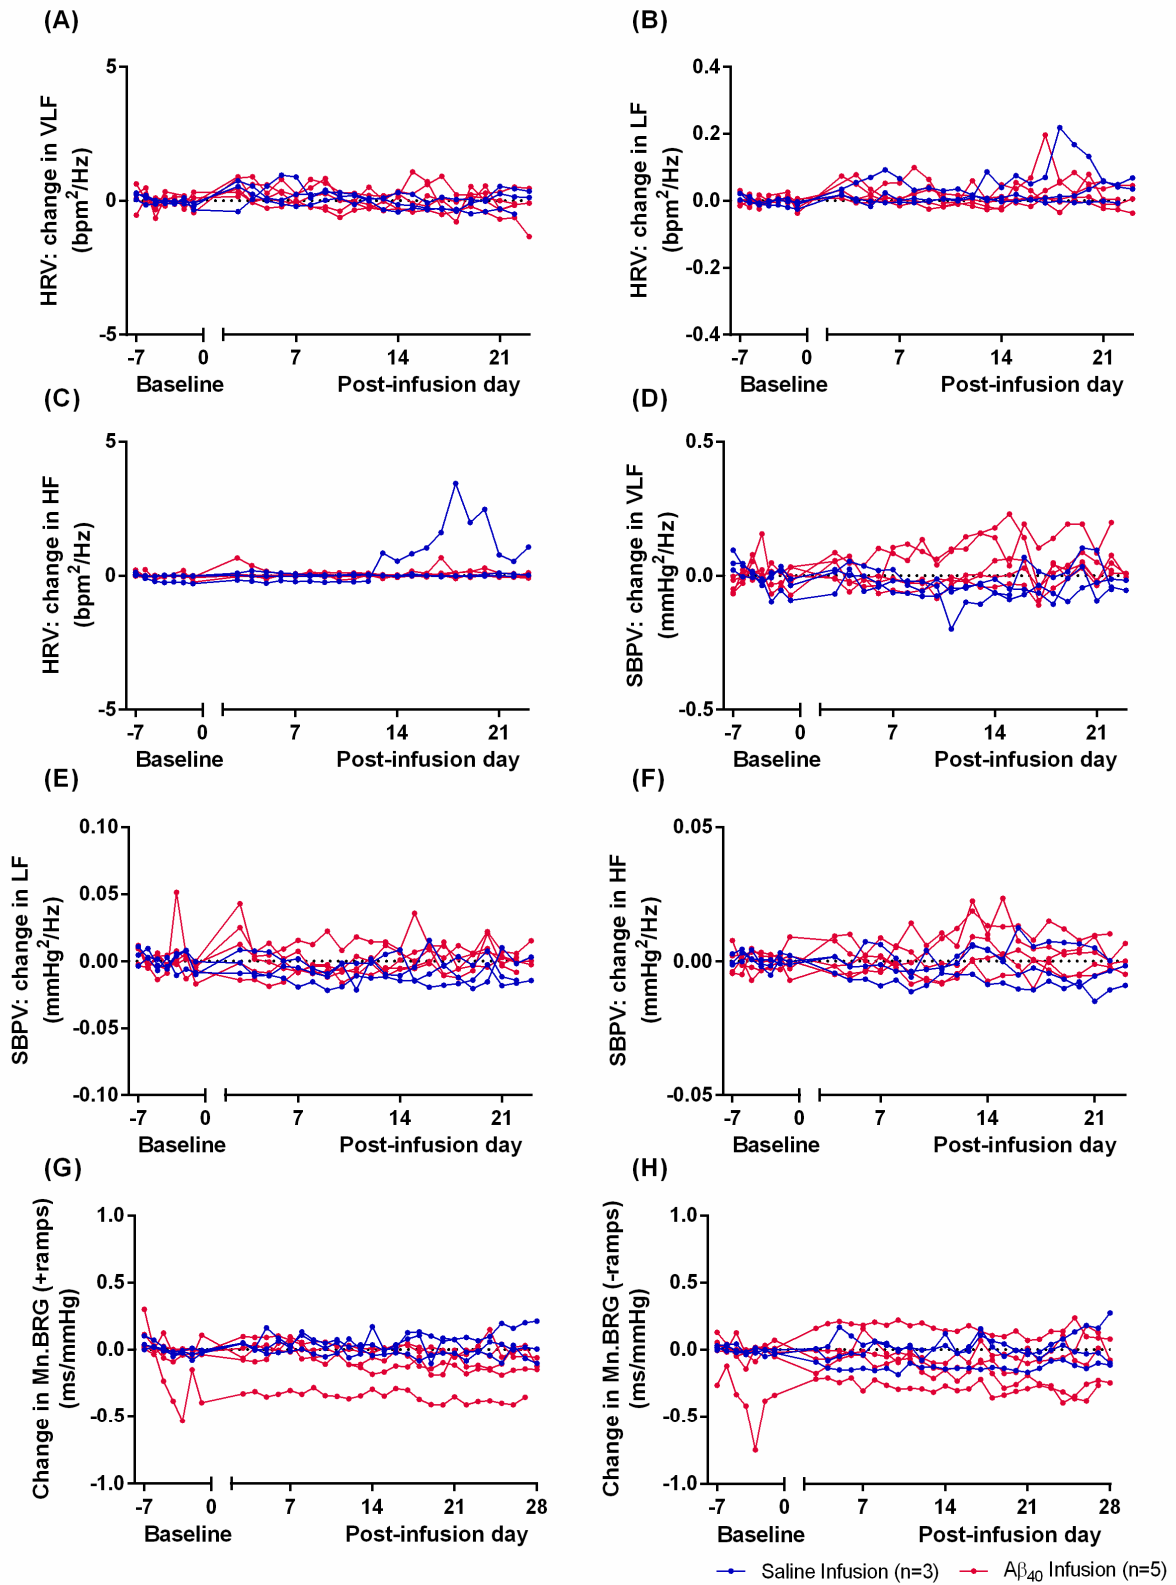 (A)
(B)
HRV: change in VLF
(bpm²/Hz)
5
0
-5
-7
0
7
14
21
Baseline
Post-infusion day
HRV: change in LF
(bpm²/Hz)
0.4
0.2
0.0
-0.2
-0.4
-7
0
7
14
21
Baseline
Post-infusion day
(C)
(D)
HRV: change in HF
(bpm²/Hz)
5
0
-5
-7
0
7
14
21
Baseline
Post-infusion day
SBPV: change in VLF
(mmHg²/Hz)
0.5
0.0
-0.5
-7
0
7
14
21
Baseline
Post-infusion day
(E)
(F)
SBPV: change in LF
(mmHg²/Hz)
0.10
0.05
0.00
-0.05
-0.10
-7
0
7
14
21
Baseline
Post-infusion day
SBPV: change in HF
(mmHg²/Hz)
0.05
0.00
-0.05
-7
0
7
14
21
Baseline
Post-infusion day
(G)
(H)
Change in Mn.BRG (+ramps)
(ms/mmHg)
1.0
0.5
0.0
-0.5
-1.0
-7
0
7
14
21
28
Baseline
Post-infusion day
Change in Mn.BRG (-ramps)
(ms/mmHg)
1.0
0.5
0.0
-0.5
-1.0
-7
0
7
14
21
28
Baseline
Post-infusion day
Saline Infusion (n=3)
Aβ₄₀ Infusion (n=5)